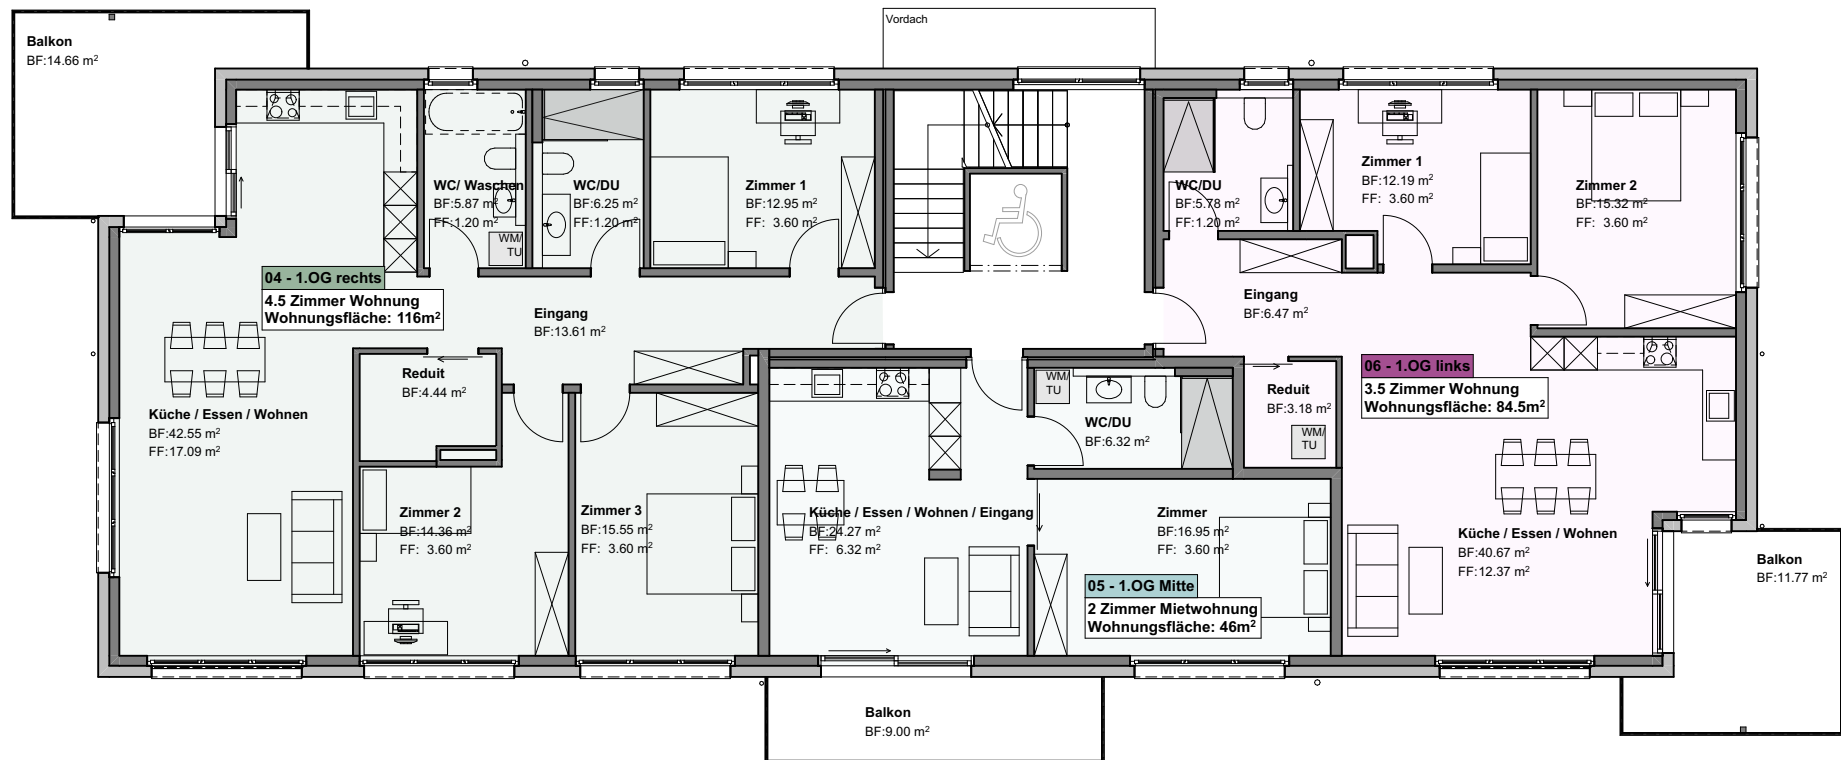 Vordach
Balkon
BF:14.66 m²
WC/ Waschen
BF:5.87 m²
FF:1.20 m²
WM/
TU
WC/DU
BF:6.25 m²
FF:1.20 m²
Zimmer 1
BF:12.95 m²
FF: 3.60 m²
WC/DU
BF:5.78 m²
FF:1.20 m²
Zimmer 1
BF:12.19 m²
FF: 3.60 m²
Zimmer 2
BF:15.32 m²
FF: 3.60 m²
04 - 1.OG rechts
4.5 Zimmer Wohnung
Wohnungsfläche: 116m²
Eingang
BF:13.61 m²
Eingang
BF:6.47 m²
Reduit
BF:4.44 m²
Küche / Essen / Wohnen
BF:42.55 m²
FF:17.09 m²
WM/
TU
WC/DU
BF:6.32 m²
Reduit
BF:3.18 m²
WM/
TU
06 - 1.OG links
3.5 Zimmer Wohnung
Wohnungsfläche: 84.5m²
Zimmer 2
BF:14.36 m²
FF: 3.60 m²
Zimmer 3
BF:15.55 m²
FF: 3.60 m²
Küche / Essen / Wohnen / Eingang
BF:24.27 m²
FF: 6.32 m²
Zimmer
BF:16.95 m²
FF: 3.60 m²
05 - 1.OG Mitte
2 Zimmer Mietwohnung
Wohnungsfläche: 46m²
Küche / Essen / Wohnen
BF:40.67 m²
FF:12.37 m²
Balkon
BF:11.77 m²
Balkon
BF:9.00 m²